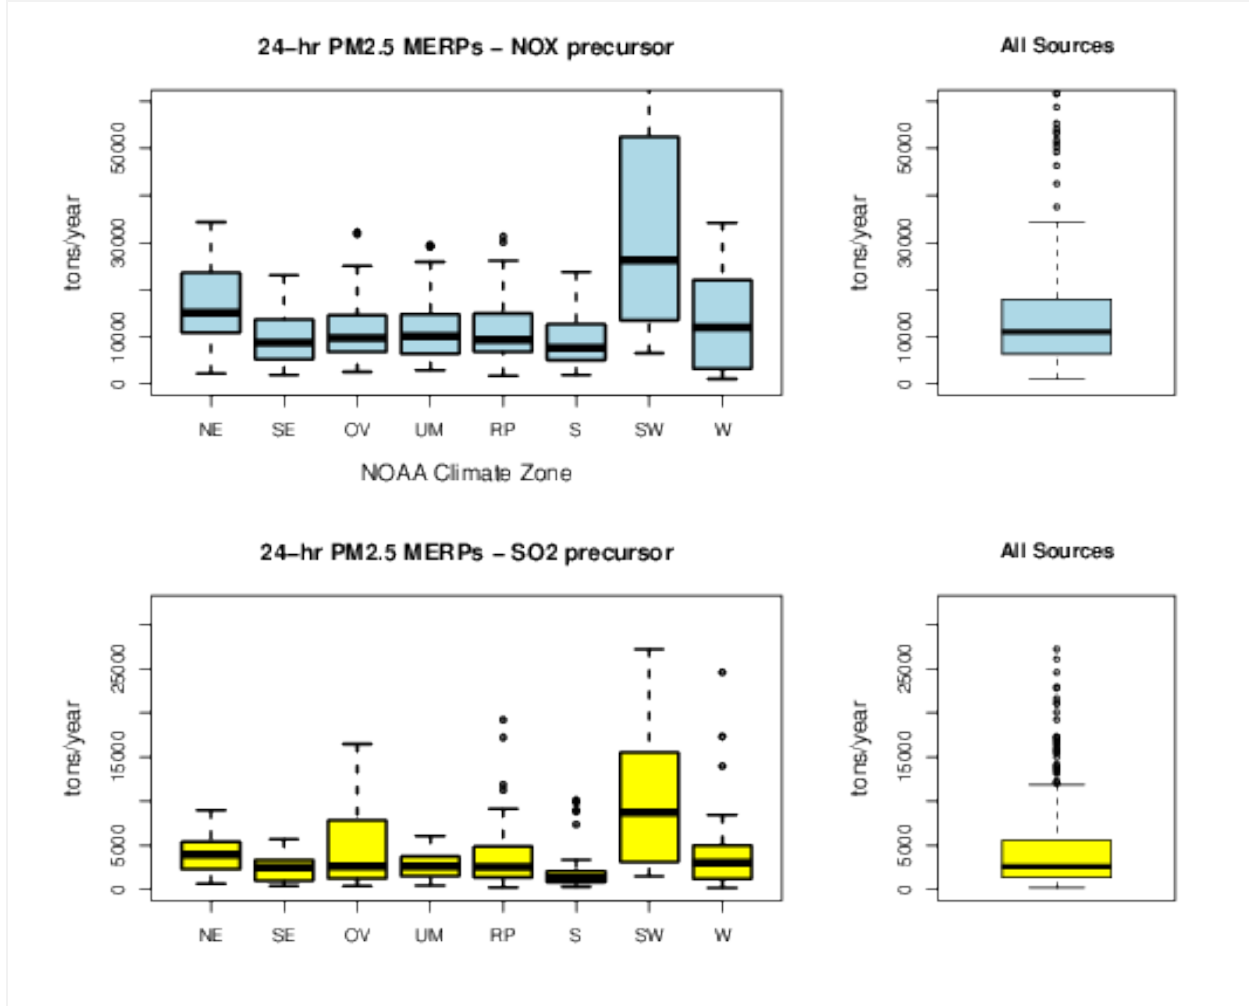 24-hr PM2.5 MERPs - NOX precursor
All Sources
tons/year
50000
30000
10000
0
NE SE OV UM RP S SW W
NOAA Climate Zone
tons/year
50000
30000
10000
0
24-hr PM2.5 MERPs - SO2 precursor
All Sources
tons/year
25000
15000
5000
0
NE SE OV UM RP S SW W
tons/year
25000
15000
5000
0